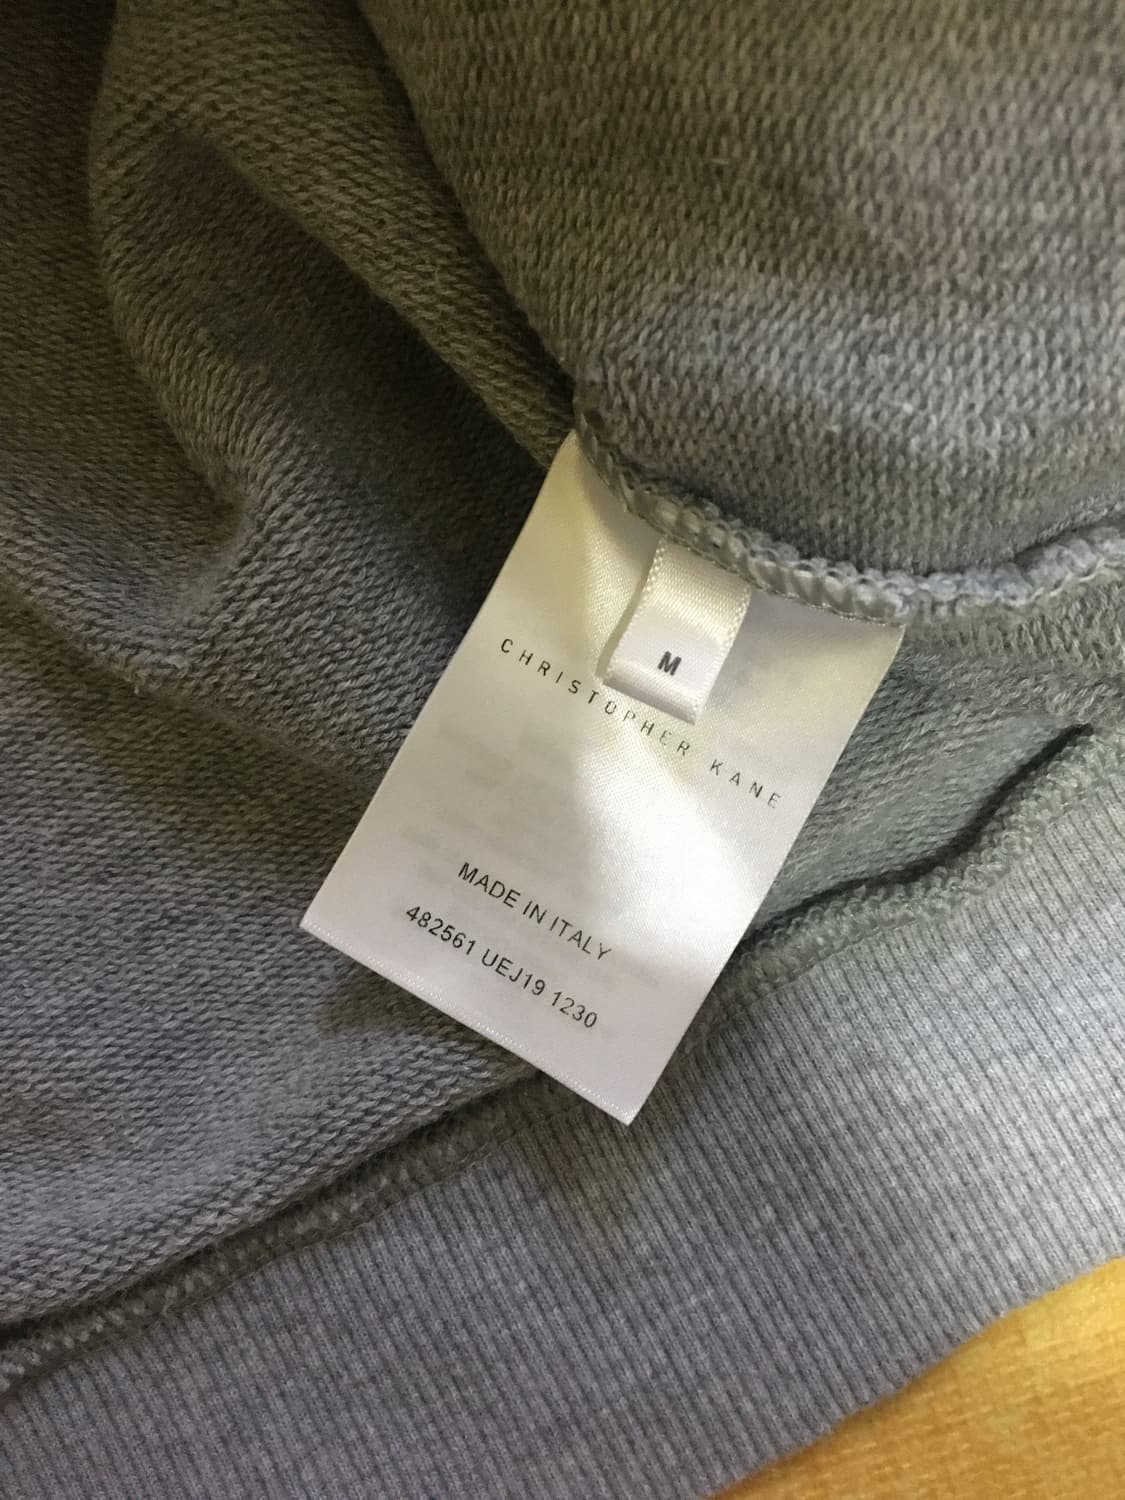 M
CHRISTOPHER KANE
MADE IN ITALY
482561 UEJ19 1230